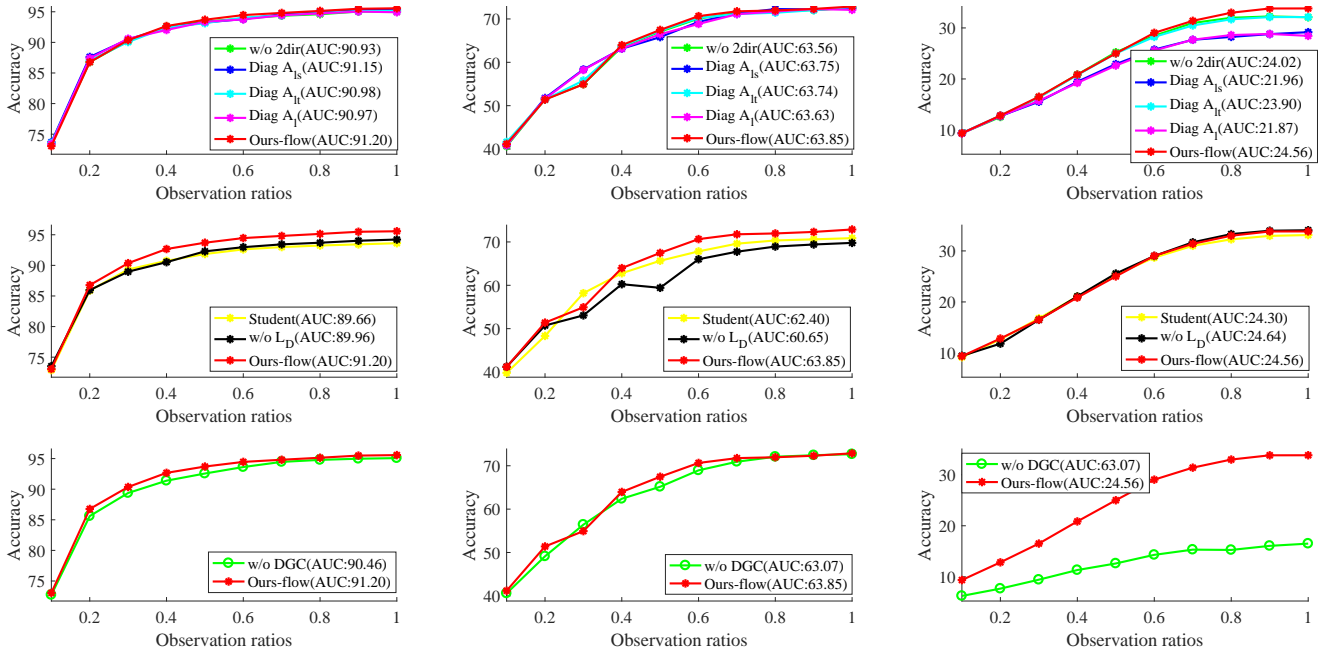 Accuracy
95
90
85
80
75
w/o 2dir(AUC:90.93)
Diag A_ls(AUC:91.15)
Diag A_lt(AUC:90.98)
Diag A_l(AUC:90.97)
Ours-flow(AUC:91.20)
0.2 0.4 0.6 0.8 1
Observation ratios
Accuracy
70
60
50
40
w/o 2dir(AUC:63.56)
Diag A_ls(AUC:63.75)
Diag A_lt(AUC:63.74)
Diag A_l(AUC:63.63)
Ours-flow(AUC:63.85)
0.2 0.4 0.6 0.8 1
Observation ratios
Accuracy
30
20
10
w/o 2dir(AUC:24.02)
Diag A_ls(AUC:21.96)
Diag A_lt(AUC:23.90)
Diag A_l(AUC:21.87)
Ours-flow(AUC:24.56)
0.2 0.4 0.6 0.8 1
Observation ratios
Accuracy
95
90
85
80
75
Student(AUC:89.66)
w/o L_D(AUC:89.96)
Ours-flow(AUC:91.20)
0.2 0.4 0.6 0.8 1
Observation ratios
Accuracy
70
60
50
40
Student(AUC:62.40)
w/o L_D(AUC:60.65)
Ours-flow(AUC:63.85)
0.2 0.4 0.6 0.8 1
Observation ratios
Accuracy
30
20
10
Student(AUC:24.30)
w/o L_D(AUC:24.64)
Ours-flow(AUC:24.56)
0.2 0.4 0.6 0.8 1
Observation ratios
Accuracy
95
90
85
80
75
w/o DGC(AUC:90.46)
Ours-flow(AUC:91.20)
0.2 0.4 0.6 0.8 1
Observation ratios
Accuracy
70
60
50
40
w/o DGC(AUC:63.07)
Ours-flow(AUC:63.85)
0.2 0.4 0.6 0.8 1
Observation ratios
Accuracy
30
20
10
w/o DGC(AUC:63.07)
Ours-flow(AUC:24.56)
0.2 0.4 0.6 0.8 1
Observation ratios